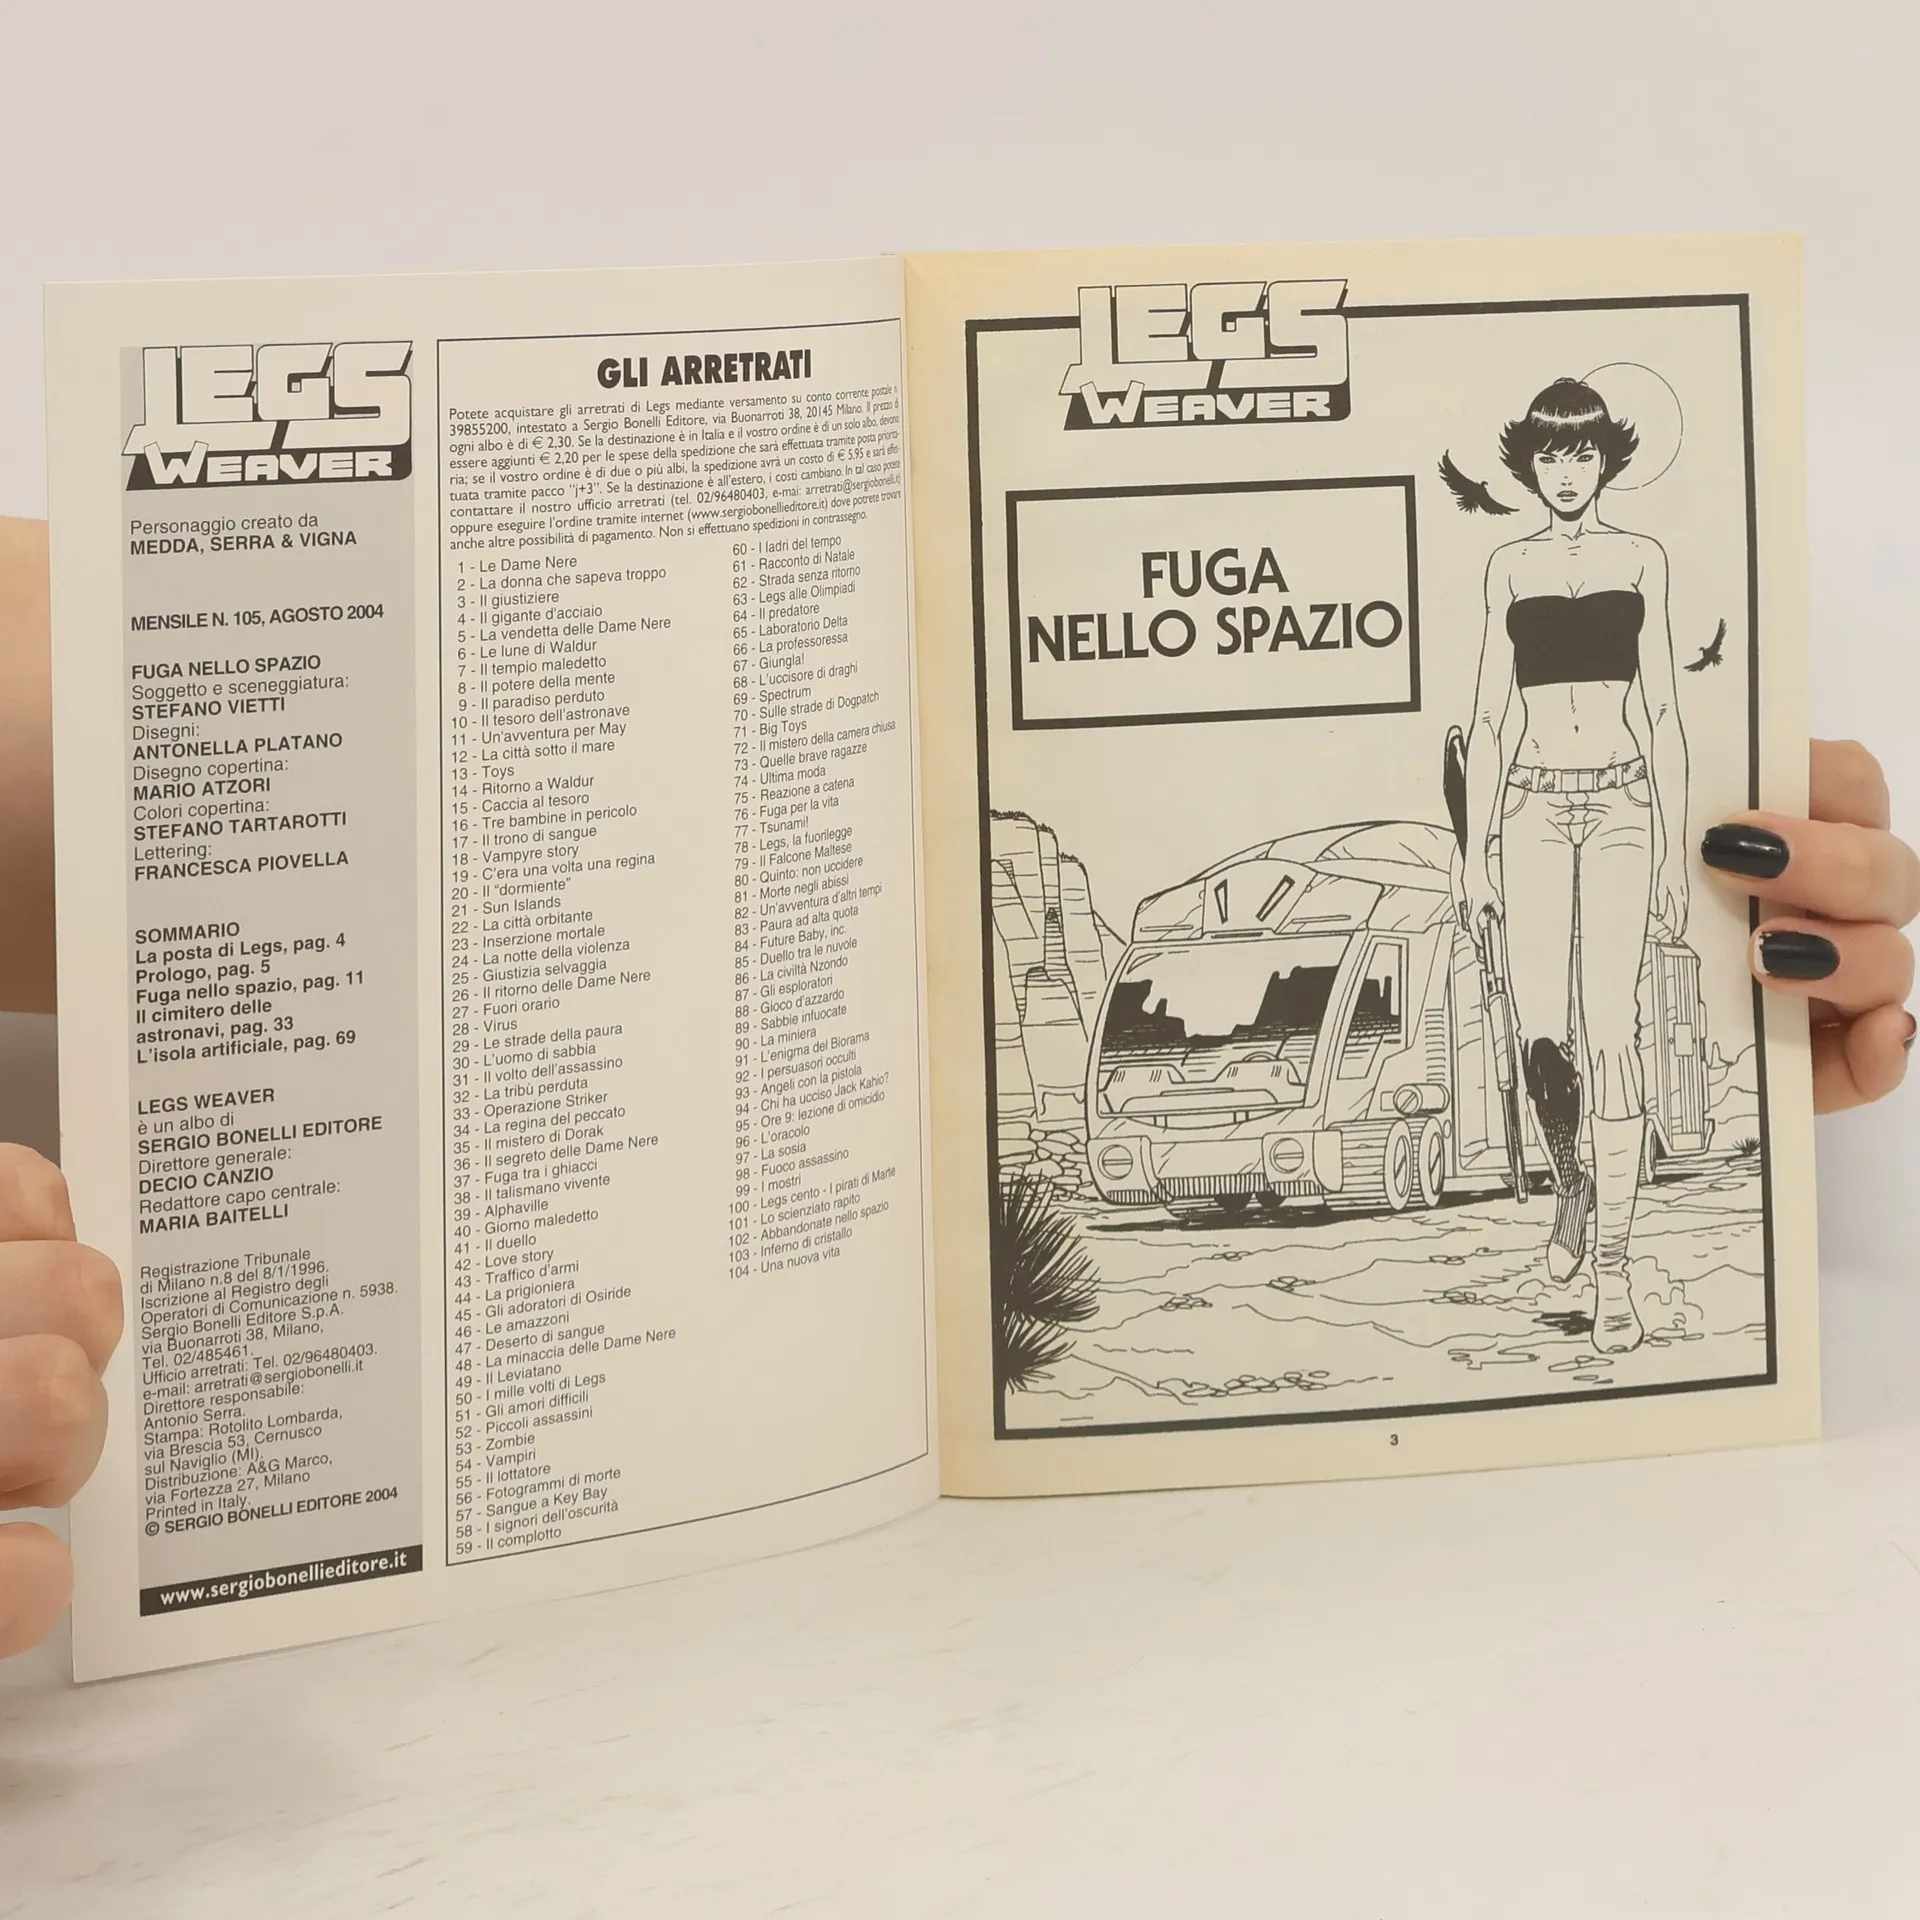 LEGS
WEAVER
Personaggio creato da
MEDDA, SERRA & VIGNA
MENSILE N. 105, AGOSTO 2004
FUGA NELLO SPAZIO
Soggetto e sceneggiatura:
STEFANO VIETTI
Disegni:
ANTONELLA PLATANO
Disegno copertina:
MARIO ATZORI
Colori copertina:
STEFANO TARTAROTTI
Lettering:
FRANCESCA PIOVELLA
SOMMARIO
La posta di Legs, pag. 4
Prologo, pag. 5
Fuga nello spazio, pag. 11
Il cimitero delle
astronavi, pag. 33
L'isola artificiale, pag. 69
LEGS WEAVER
è un albo di
SERGIO BONELLI EDITORE
Direttore generale:
DECIO CANZIO
Redattore capo centrale:
MARIA BAITELLI
Registrazione Tribunale
di Milano n.8 del 8/1/1996.
Iscrizione al Registro degli
Operatori di Comunicazione n. 5938.
Sergio Bonelli Editore S.p.A.
via Buonarroti 38, Milano,
Tel. 02/485461.
Ufficio arretrati: Tel. 02/96480403.
e-mail: arretrati@sergiobonelli.it
Direttore responsabile:
Antonio Serra.
Stampa: Rotolito Lombarda,
via Brescia 53, Cernusco
sul Naviglio (MI).
Distribuzione: A&G Marco,
via Fortezza 27, Milano
Printed in Italy.
© SERGIO BONELLI EDITORE 2004
www.sergiobonellieditore.it
GLI ARRETRATI
Potete acquistare gli arretrati di Legs mediante versamento su conto corrente postale n.
39855200, intestato a Sergio Bonelli Editore, via Buonarroti 38, 20145 Milano. Il prezzo di
ogni albo è di € 2,30. Se la destinazione è in Italia e il vostro ordine è di un solo albo, devono
essere aggiunti € 2,20 per le spese della spedizione che sarà effettuata tramite posta priorita-
ria; se il vostro ordine è di due o più albi, la spedizione avrà un costo di € 5,95 e sarà effet-
tuata tramite pacco "j+3". Se la destinazione è all'estero, i costi cambiano. In tal caso potete
contattare il nostro ufficio arretrati (tel. 02/96480403, e-mai: arretrati@sergiobonelli.it)
oppure eseguire l'ordine tramite internet (www.sergiobonellieditore.it) dove potrete trovare
anche altre possibilità di pagamento. Non si effettuano spedizioni in contrassegno.
1 - Le Dame Nere
2 - La donna che sapeva troppo
3 - Il giustiziere
4 - Il gigante d'acciaio
5 - La vendetta delle Dame Nere
6 - Le lune di Waldur
7 - Il tempio maledetto
8 - Il potere della mente
9 - Il paradiso perduto
10 - Il tesoro dell'astronave
11 - Un'avventura per May
12 - La città sotto il mare
13 - Toys
14 - Ritorno a Waldur
15 - Caccia al tesoro
16 - Tre bambine in pericolo
17 - Il trono di sangue
18 - Vampyre story
19 - C'era una volta una regina
20 - Il "dormiente"
21 - Sun Islands
22 - La città orbitante
23 - Inserzione mortale
24 - La notte della violenza
25 - Giustizia selvaggia
26 - Il ritorno delle Dame Nere
27 - Fuori orario
28 - Virus
29 - Le strade della paura
30 - L'uomo di sabbia
31 - Il volto dell'assassino
32 - La tribù perduta
33 - Operazione Striker
34 - La regina del peccato
35 - Il mistero di Dorak
36 - Il segreto delle Dame Nere
37 - Fuga tra i ghiacci
38 - Il talismano vivente
39 - Alphaville
40 - Giorno maledetto
41 - Il duello
42 - Love story
43 - Traffico d'armi
44 - La prigioniera
45 - Gli adoratori di Osiride
46 - Le amazzoni
47 - Deserto di sangue
48 - La minaccia delle Dame Nere
49 - Il Leviatano
50 - I mille volti di Legs
51 - Gli amori difficili
52 - Piccoli assassini
53 - Zombie
54 - Vampiri
55 - Il lottatore
56 - Fotogrammi di morte
57 - Sangue a Key Bay
58 - I signori dell'oscurità
59 - Il complotto
60 - I ladri del tempo
61 - Racconto di Natale
62 - Strada senza ritorno
63 - Legs alle Olimpiadi
64 - Il predatore
65 - Laboratorio Delta
66 - La professoressa
67 - Giungla!
68 - L'uccisore di draghi
69 - Spectrum
70 - Sulle strade di Dogpatch
71 - Big Toys
72 - Il mistero della camera chiusa
73 - Quelle brave ragazze
74 - Ultima moda
75 - Reazione a catena
76 - Fuga per la vita
77 - Tsunami!
78 - Legs, la fuorilegge
79 - Il Falcone Maltese
80 - Quinto: non uccidere
81 - Morte negli abissi
82 - Un'avventura d'altri tempi
83 - Paura ad alta quota
84 - Future Baby, inc.
85 - Duello tra le nuvole
86 - La civiltà Nzondo
87 - Gli esploratori
88 - Gioco d'azzardo
89 - Sabbie infuocate
90 - La miniera
91 - L'enigma del Biorama
92 - I persuasori occulti
93 - Angeli con la pistola
94 - Chi ha ucciso Jack Kahio?
95 - Ore 9: lezione di omicidio
96 - L'oracolo
97 - La sosia
98 - Fuoco assassino
99 - I mostri
100 - Legs cento - I pirati di Marte
101 - Lo scienziato rapito
102 - Abbandonate nello spazio
103 - Inferno di cristallo
104 - Una nuova vita
LEGS
WEAVER
FUGA
NELLO SPAZIO
3